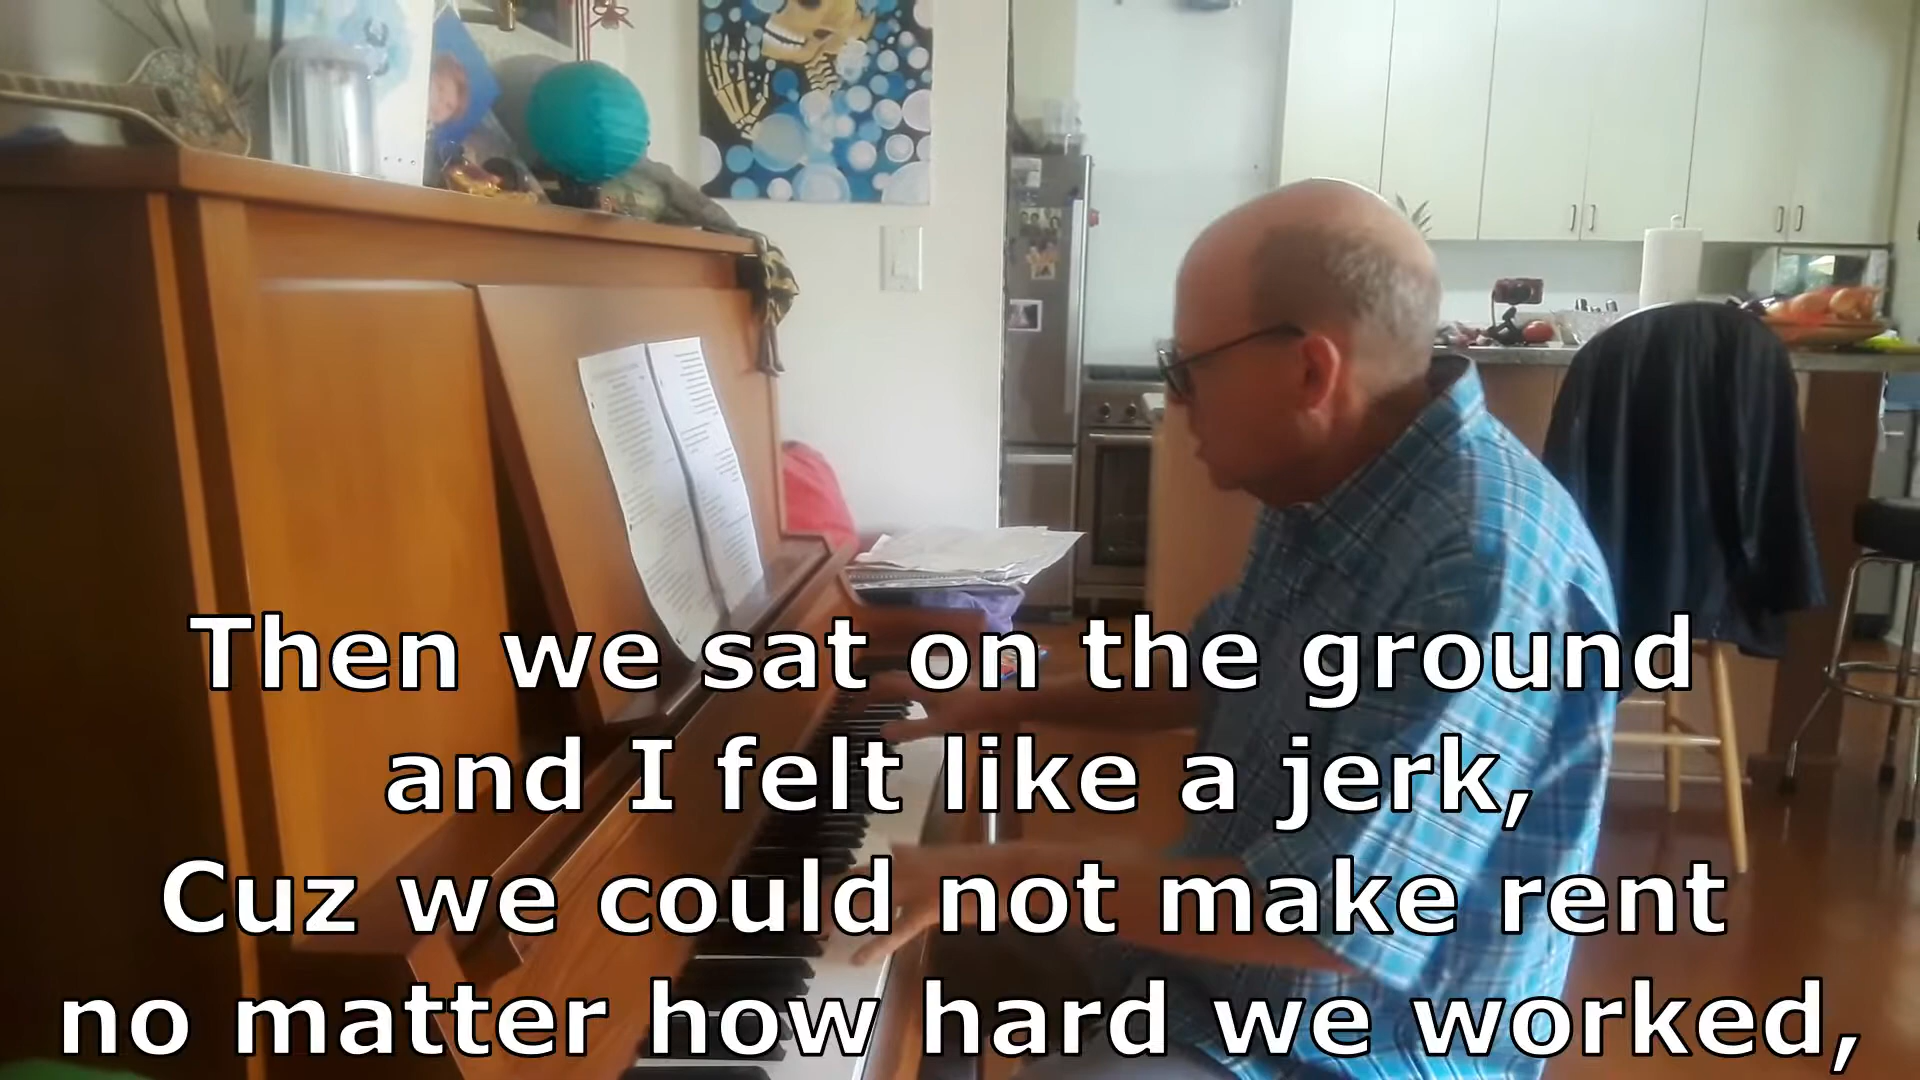 Then we sat on the ground
and I felt like a jerk,
Cuz we could not make rent
no matter how hard we worked,